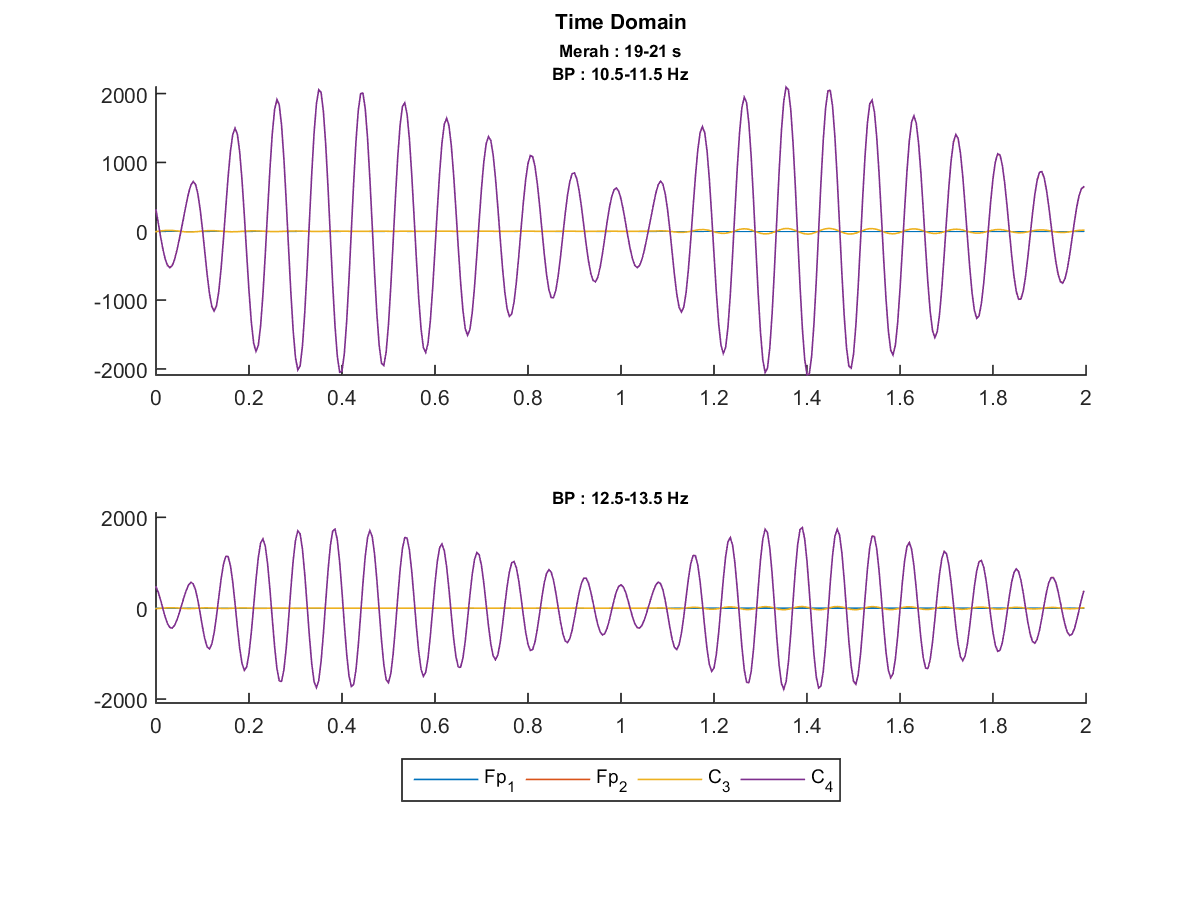 Time Domain
Merah : 19-21 s
BP : 10.5-11.5 Hz
2000
1000
0
-1000
-2000
0 0.2 0.4 0.6 0.8 1 1.2 1.4 1.6 1.8 2
BP : 12.5-13.5 Hz
2000
0
-2000
0 0.2 0.4 0.6 0.8 1 1.2 1.4 1.6 1.8 2
Fp1 Fp2 C3 C4